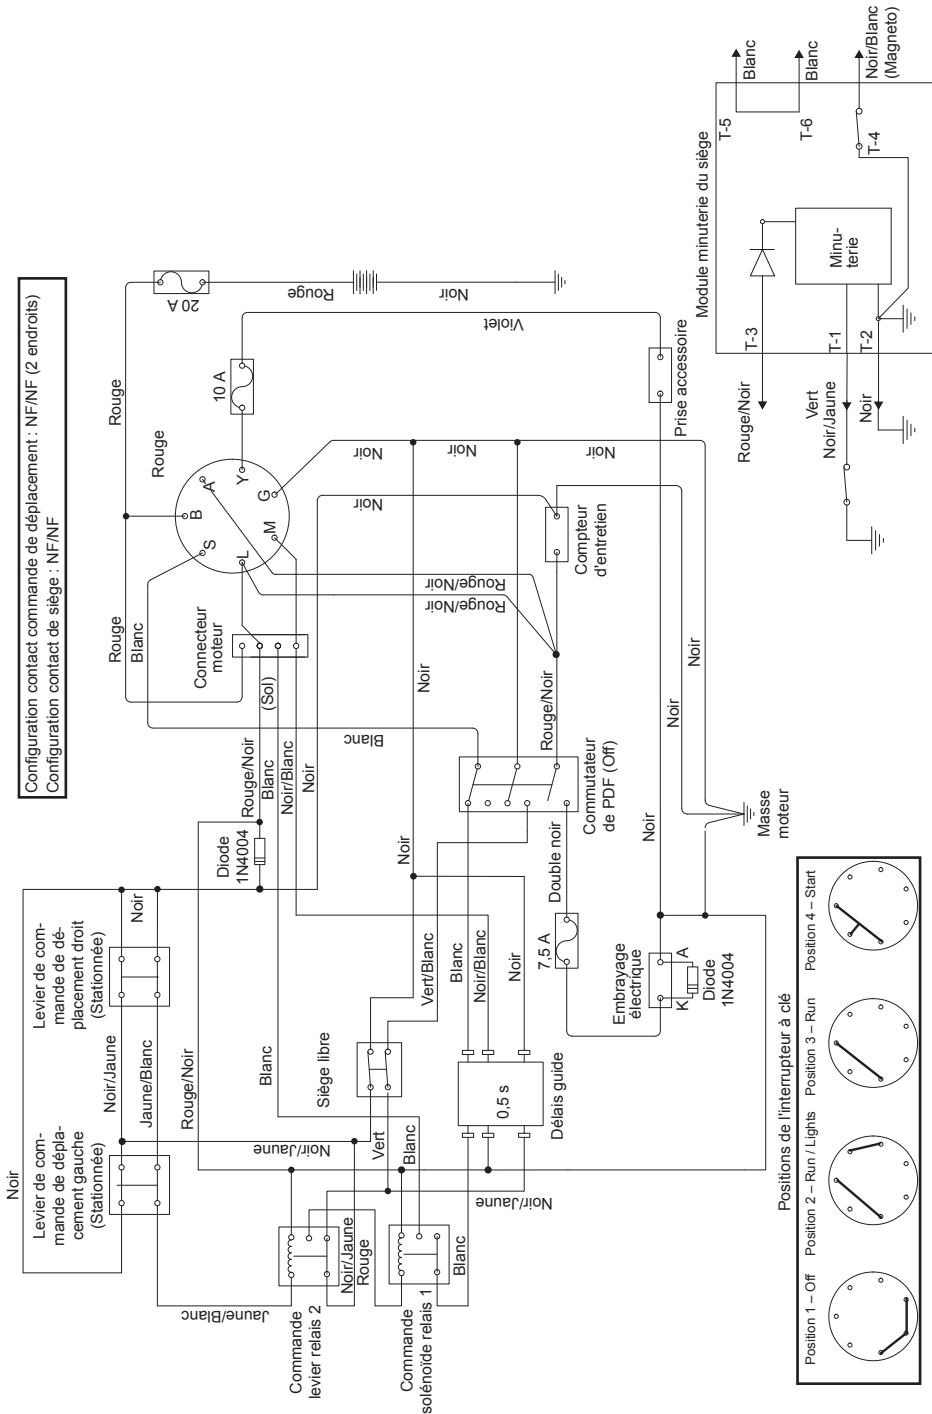 Configuration contact commande de déplacement : NF/NF (2 endroits)
Configuration contact de siège : NF/NF
Noir
Levier de com-
mande de dépla-
cement gauche
(Stationnée)
Noir/Jaune
Jaune/Blanc
Levier de com-
mande de dé-
placement droit
(Stationnée)
Noir
Rouge/Noir
Blanc
Diode
1N4004
Rouge/Noir
Blanc
Noir/Blanc
Noir
(Sol)
Connecteur
moteur
Rouge
Blanc
Rouge
Rouge
S
B
A
L
Y
M
G
10 A
20 A
Rouge
Noir
Violet
Noir
Noir
Noir
Noir
Rouge/Noir
Rouge/Noir
Blanc
Noir
Noir
Jaune/Blanc
Commande
levier relais 2
Noir/Jaune
Rouge
Commande
solénoïde relais 1
Blanc
Noir/Jaune
Vert
Blanc
Noir/Jaune
Siège libre
Vert/Blanc
Blanc
Noir/Blanc
Noir
0,5 s
Délais guide
Double noir
7,5 A
Commutateur
de PDF (Off)
Rouge/Noir
Compteur
d'entretien
Prise accessoire
Embrayage
électrique
K
A
Diode
1N4004
Noir
Noir
Noir
Masse
moteur
Module minuterie du siège
T-5
Blanc
T-6
Blanc
T-4
Noir/Blanc
(Magneto)
Minu-
terie
T-3
Rouge/Noir
T-1
Vert
Noir/Jaune
T-2
Noir
Positions de l'interrupteur à clé
Position 1 – Off
Position 2 – Run / Lights
Position 3 – Run
Position 4 – Start